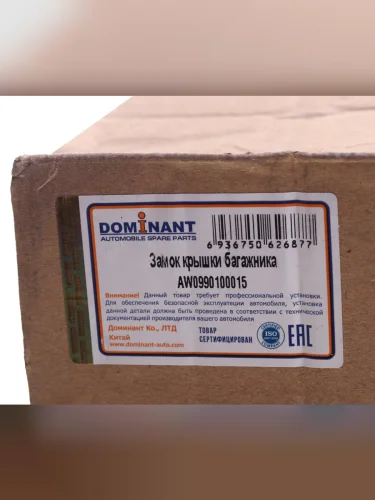 DOMINANT
AUTOMOBILE SPARE PARTS
6 936750 626877
Замок крышки багажника
AW0990100015
Внимание! Данный товар требует профессиональной установки.
Для обеспечения безопасной эксплуатации автомобиля, установка
данной детали должна быть проведена в соответствии с технической
документацией производителя вашего автомобиля
Доминант Ко., ЛТД
Китай
www.dominant-auto.com
ТОВАР
СЕРТИФИЦИРОВАН
ISO
EAC